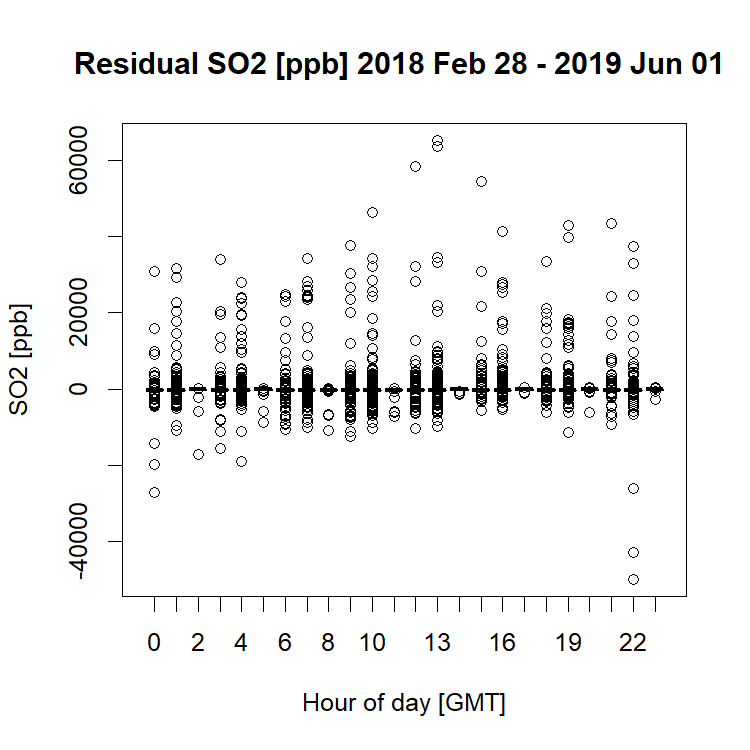 Residual SO2 [ppb] 2018 Feb 28 - 2019 Jun 01
SO2 [ppb]
60000
20000
0
-40000
0 2 4 6 8 10 13 16 19 22
Hour of day [GMT]